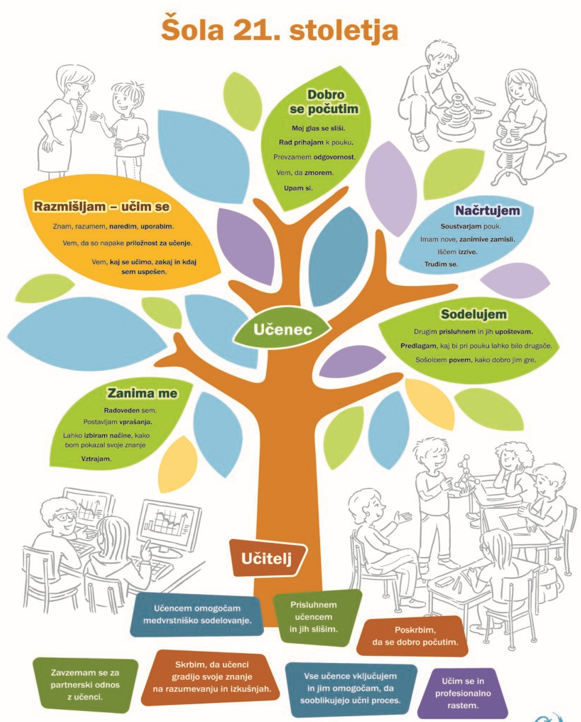 Šola 21. stoletja
Dobro
se počutim
Moj glas se sliši.
Rad prihajam k pouku.
Prevzamem odgovornost.
Vem, da zmorem.
Upam si.
Razmišljam – učim se
Znam, razumem, naredim, uporabim.
Vem, da so napake priložnost za učenje.
Vem, kaj se učimo, zakaj in kdaj
sem uspešen.
Načrtujem
Soustvarjam pouk.
Imam nove, zanimive zamisli.
Iščem izzive.
Trudim se.
Učenec
Sodelujem
Drugim prisluhnem in jih upoštevam.
Predlagam, kaj bi pri pouku lahko bilo drugače.
Sošolcem povem, kako dobro jim gre.
Zanima me
Radoveden sem.
Postavljam vprašanja.
Lahko izbiram načine, kako
bom pokazal svoje znanje
Vztrajam.
Učitelj
Učencem omogočam
medvrstniško sodelovanje.
Prisluhnem
učencem
in jih slišim.
Poskrbim,
da se dobro počutim.
Zavzemam se za
partnerski odnos
z učenci.
Skrbim, da učenci
gradijo svoje znanje
na razumevanju in izkušnjah.
Vse učence vključujem
in jim omogočam, da
sooblikujejo učni proces.
Učim se in
profesionalno
rastem.